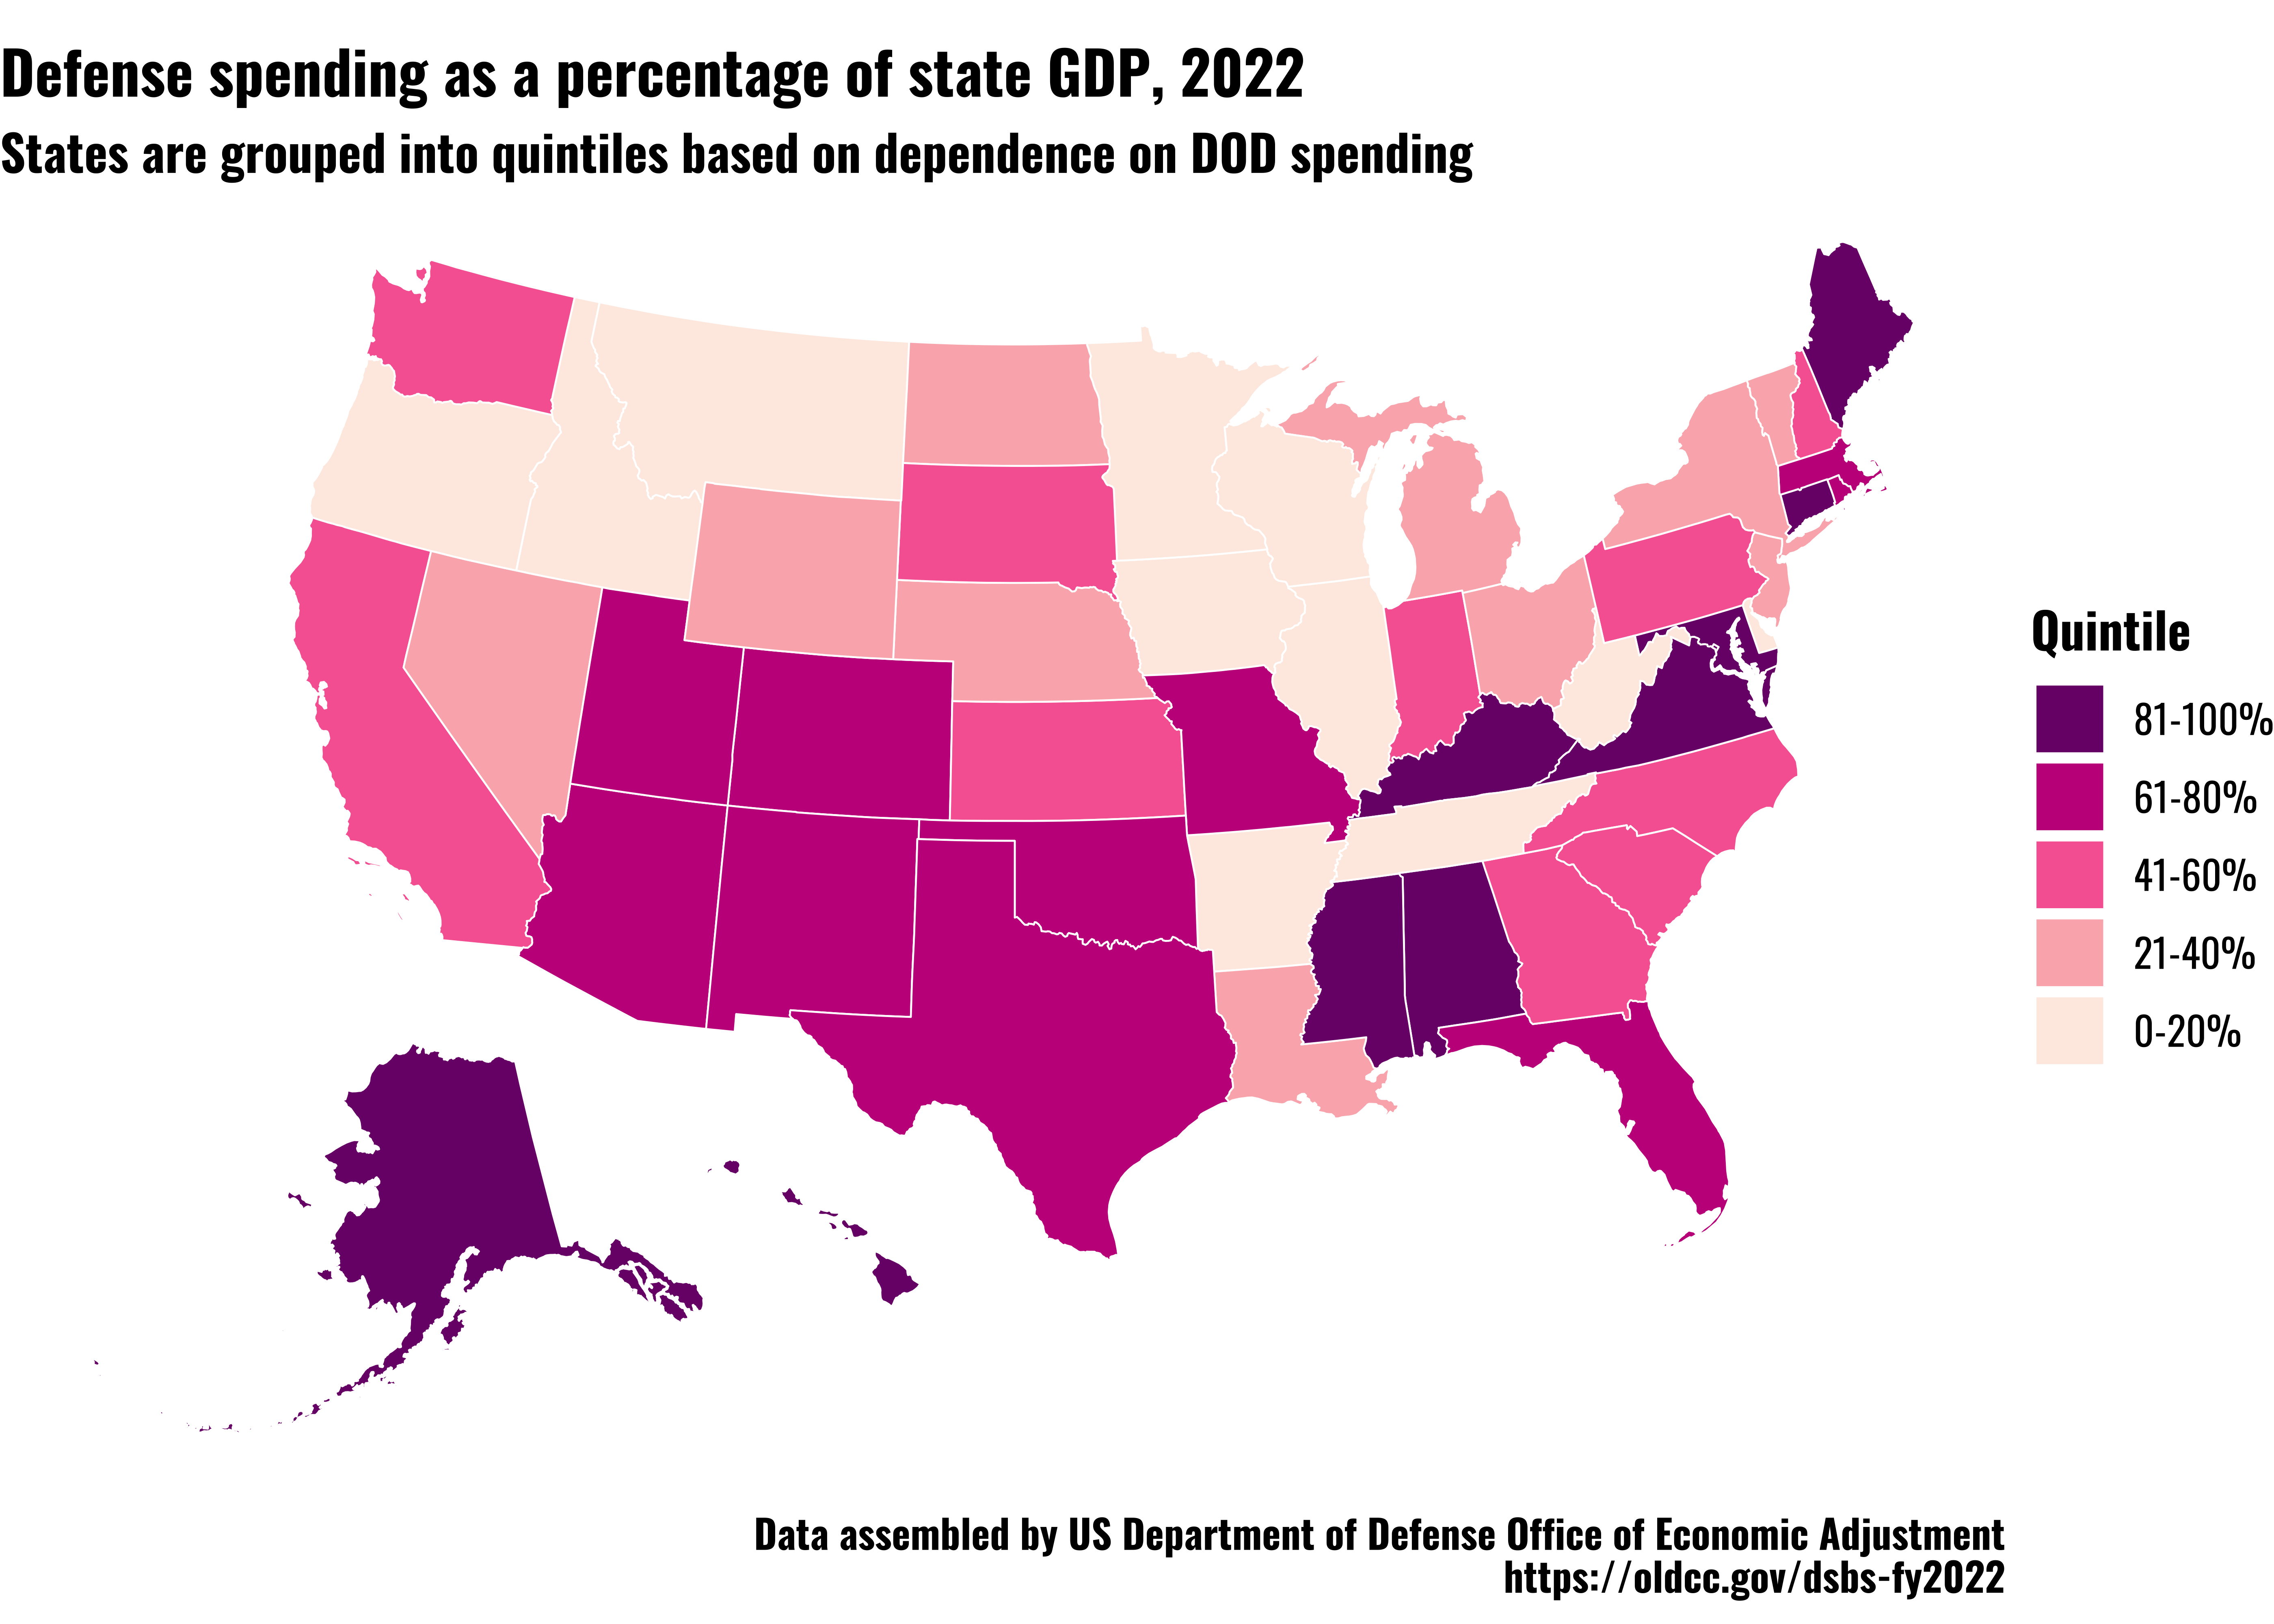 Defense spending as a percentage of state GDP, 2022
States are grouped into quintiles based on dependence on DOD spending
Quintile
81-100%
61-80%
41-60%
21-40%
0-20%
Data assembled by US Department of Defense Office of Economic Adjustment
https://oldcc.gov/dsbs-fy2022